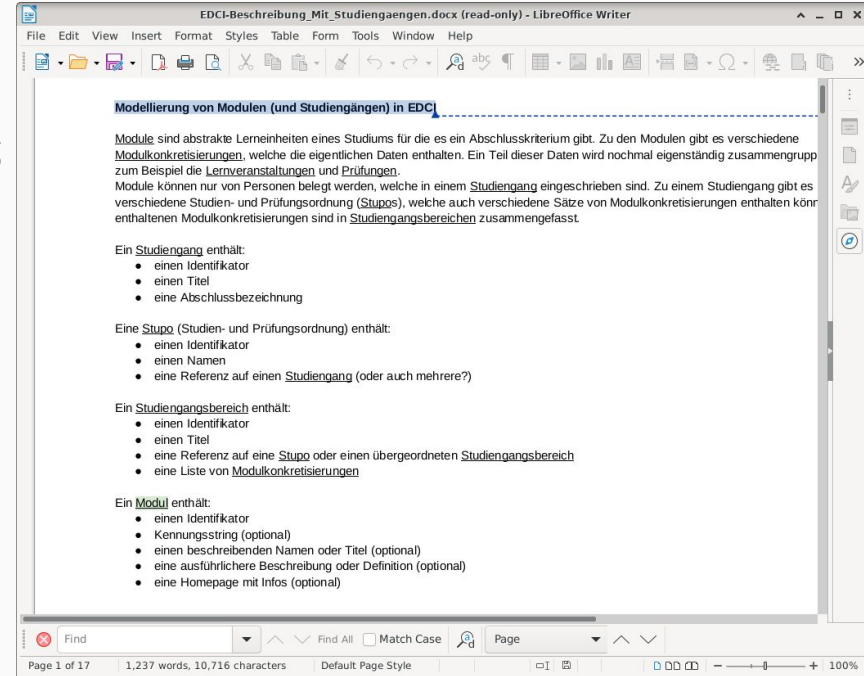 EDCI-Beschreibung_Mit_Studiengaengen.docx (read-only) - LibreOffice Writer
File Edit View Insert Format Styles Table Form Tools Window Help
Modellierung von Modulen (und Studiengängen) in EDCI
Module sind abstrakte Lerneinheiten eines Studiums für die es ein Abschlusskriterium gibt. Zu den Modulen gibt es verschiedene
Modulkonkretisierungen, welche die eigentlichen Daten enthalten. Ein Teil dieser Daten wird nochmal eigenständig zusammengrupp
zum Beispiel die Lernveranstaltungen und Prüfungen.
Module können nur von Personen belegt werden, welche in einem Studiengang eingeschrieben sind. Zu einem Studiengang gibt es
verschiedene Studien- und Prüfungsordnung (Stupos), welche auch verschiedene Sätze von Modulkonkretisierungen enthalten könn
enthaltenen Modulkonkretisierungen sind in Studiengangsbereichen zusammengefasst.
Ein Studiengang enthält:
● einen Identifikator
● einen Titel
● eine Abschlussbezeichnung
Eine Stupo (Studien- und Prüfungsordnung) enthält:
● einen Identifikator
● einen Namen
● eine Referenz auf einen Studiengang (oder auch mehrere?)
Ein Studiengangsbereich enthält:
● einen Identifikator
● einen Titel
● eine Referenz auf eine Stupo oder einen übergeordneten Studiengangsbereich
● eine Liste von Modulkonkretisierungen
Ein Modul enthält:
● einen Identifikator
● Kennungsstring (optional)
● einen beschreibenden Namen oder Titel (optional)
● eine ausführlichere Beschreibung oder Definition (optional)
● eine Homepage mit Infos (optional)
Find Find All Match Case Page
Page 1 of 17 1,237 words, 10,716 characters Default Page Style 100%